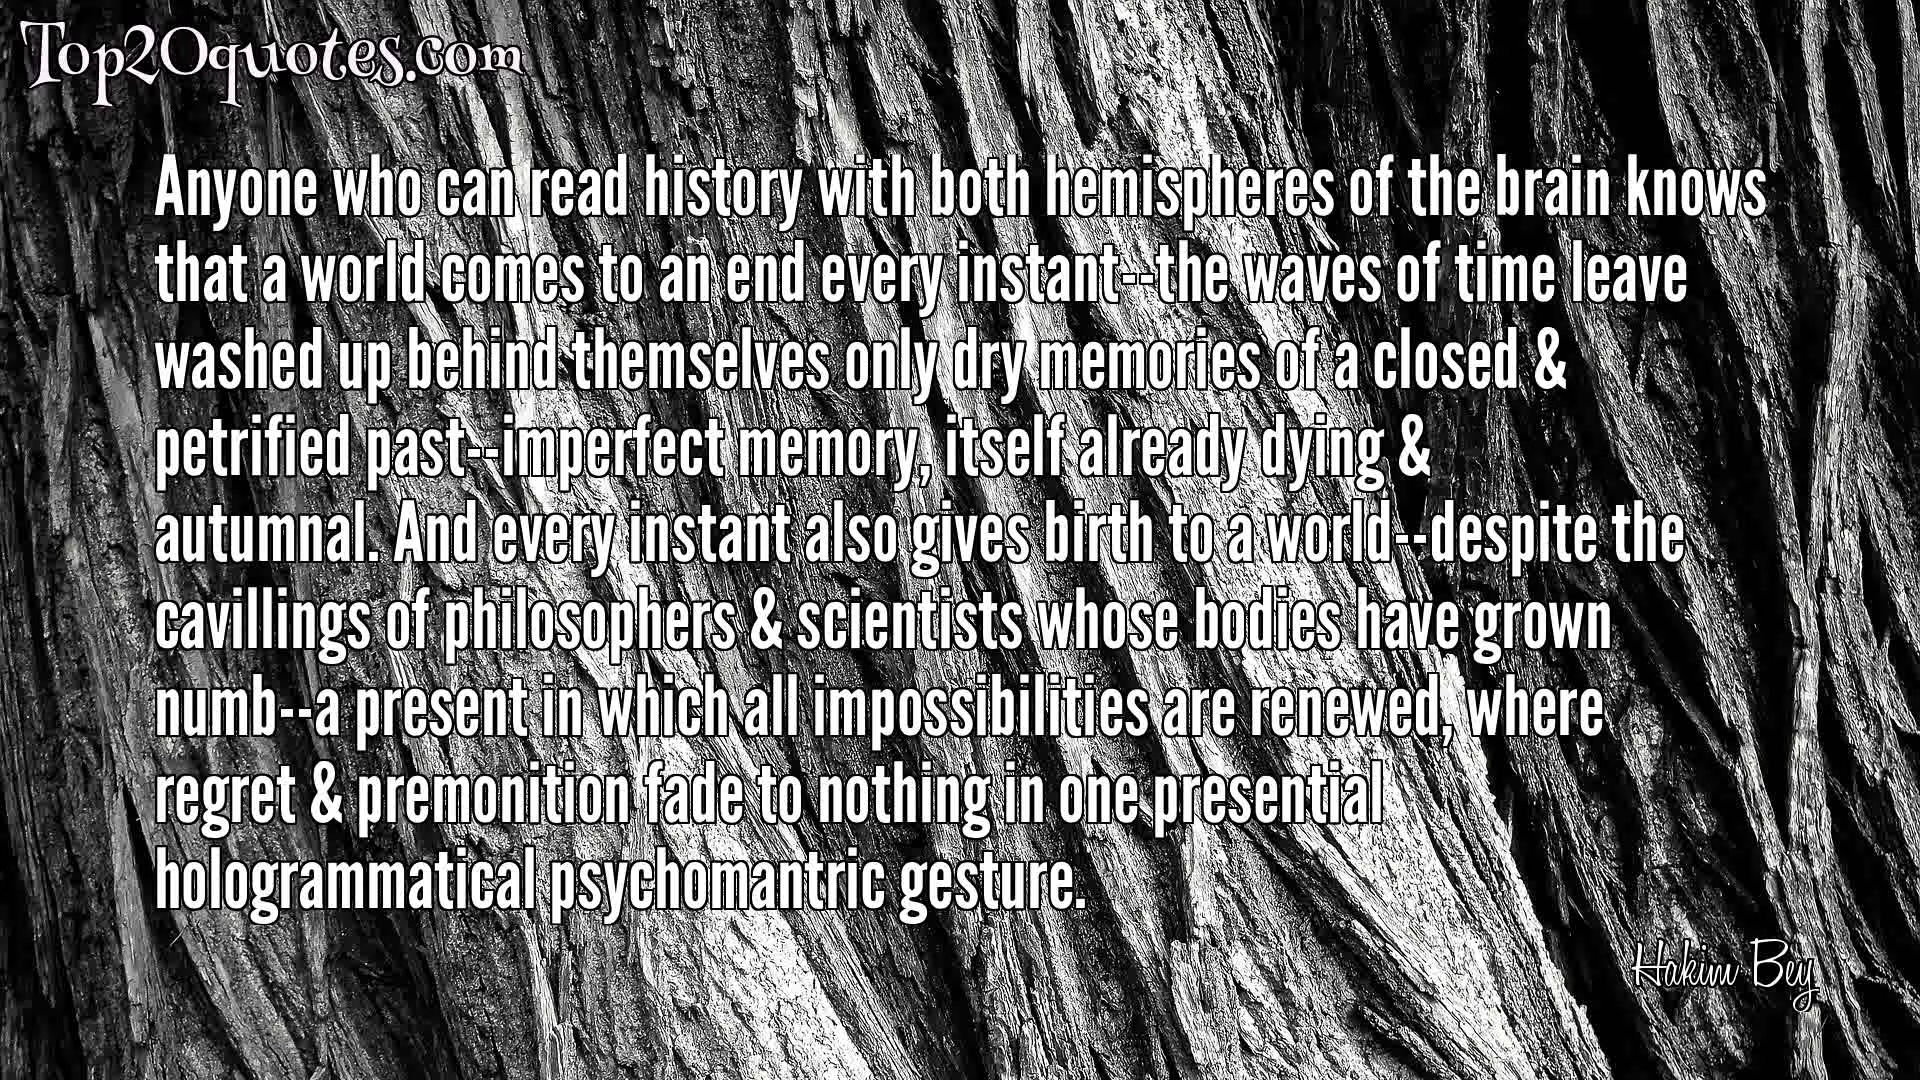 Top20quotes.com
Anyone who can read history with both hemispheres of the brain knows
that a world comes to an end every instant--the waves of time leave
washed up behind themselves only dry memories of a closed &
petrified past--imperfect memory, itself already dying &
autumnal. And every instant also gives birth to a world--despite the
cavillings of philosophers & scientists whose bodies have grown
numb--a present in which all impossibilities are renewed, where
regret & premonition fade to nothing in one presential
hologrammatical psychomantric gesture.
Hakim Bey